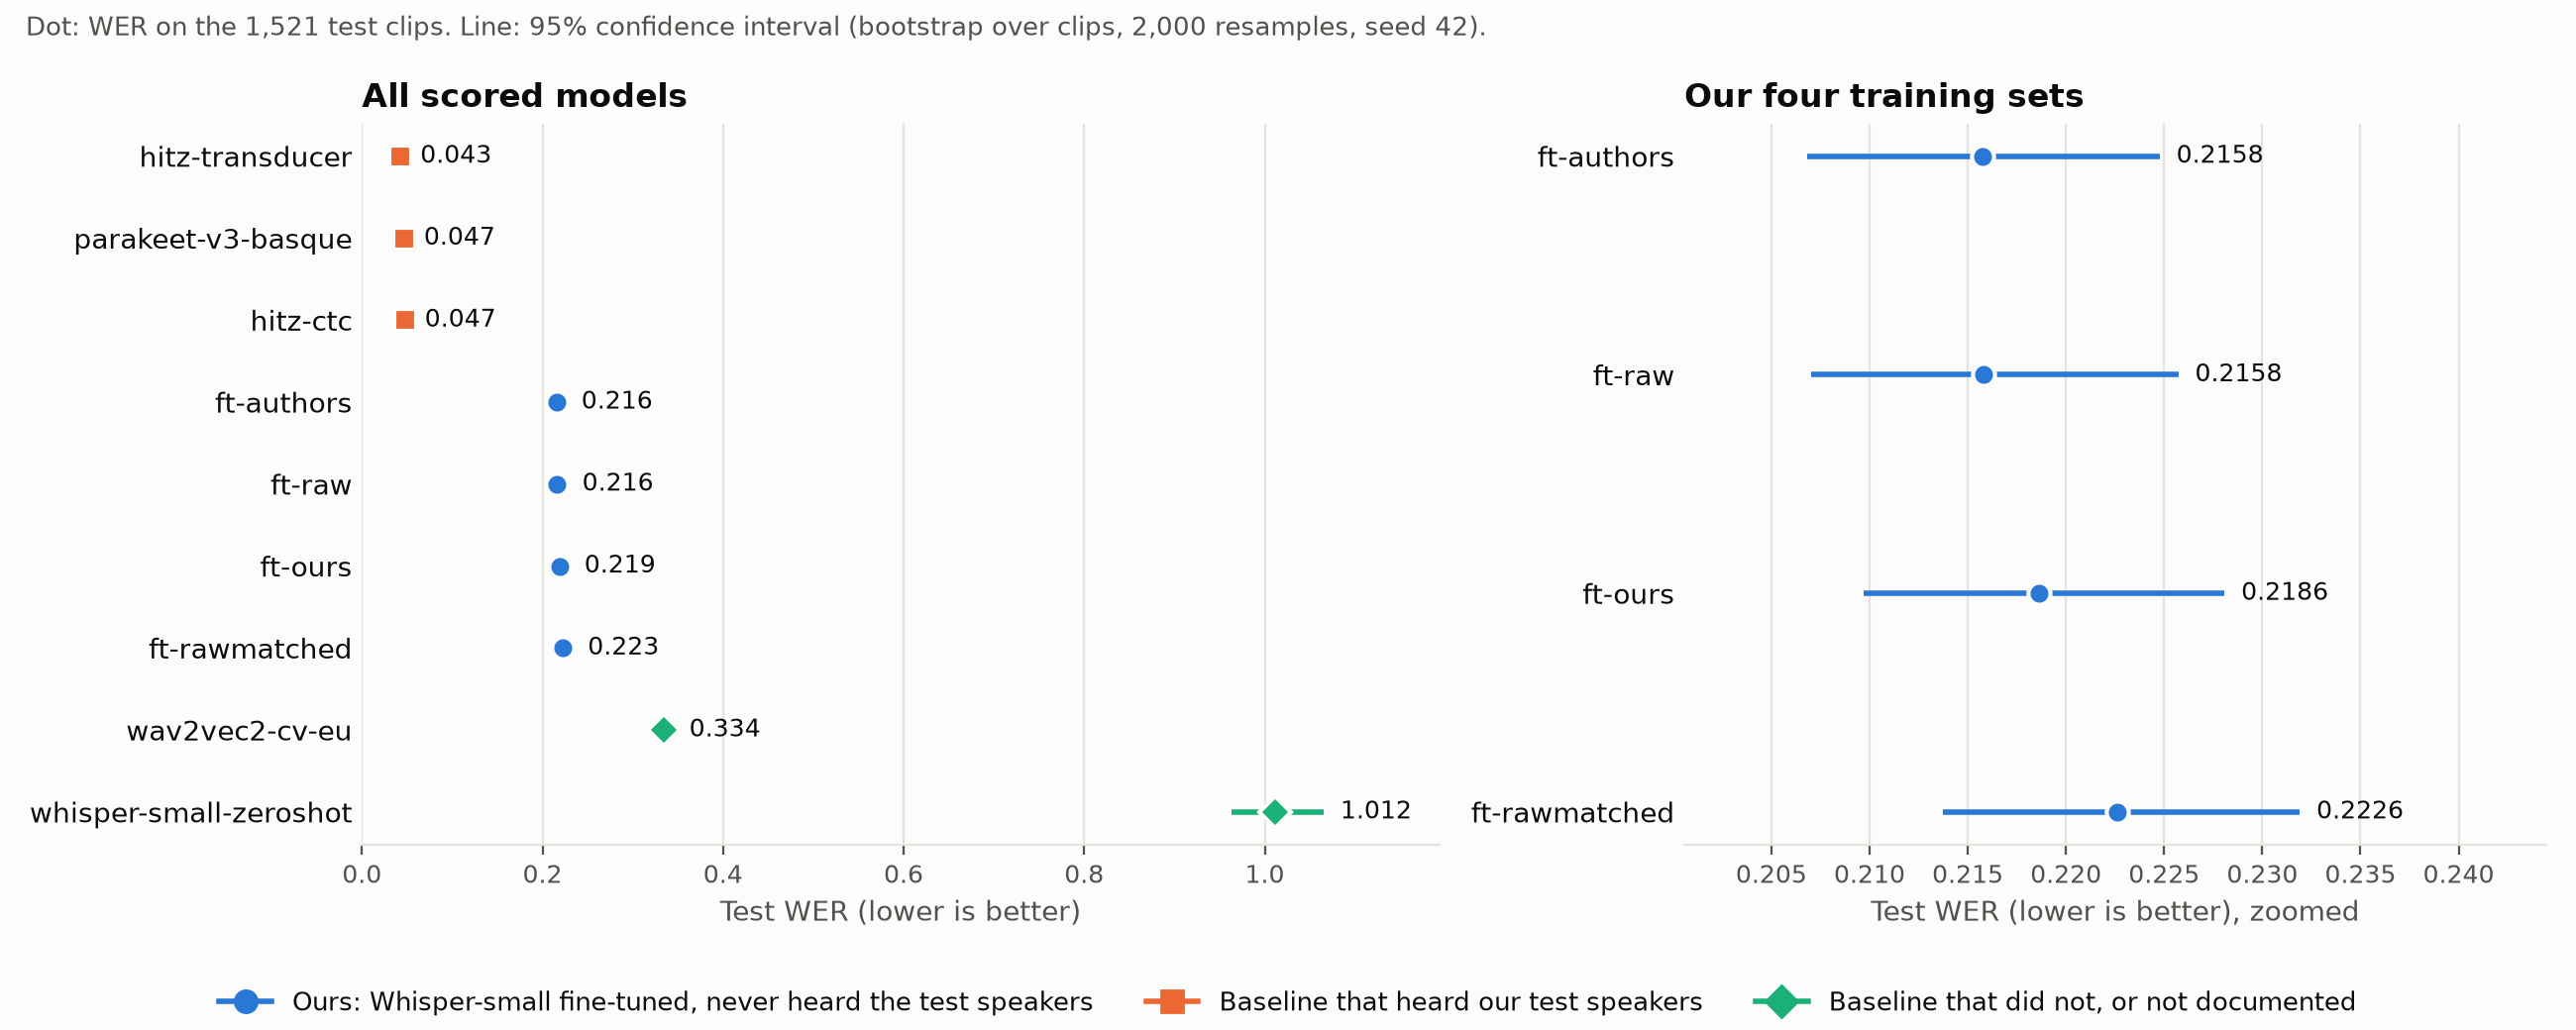 Dot: WER on the 1,521 test clips. Line: 95% confidence interval (bootstrap over clips, 2,000 resamples, seed 42).
All scored models
hitz-transducer 0.043
parakeet-v3-basque 0.047
hitz-ctc 0.047
ft-authors 0.216
ft-raw 0.216
ft-ours 0.219
ft-rawmatched 0.223
wav2vec2-cv-eu 0.334
whisper-small-zeroshot 1.012
0.0 0.2 0.4 0.6 0.8 1.0
Test WER (lower is better)
Our four training sets
ft-authors 0.2158
ft-raw 0.2158
ft-ours 0.2186
ft-rawmatched 0.2226
0.205 0.210 0.215 0.220 0.225 0.230 0.235 0.240
Test WER (lower is better), zoomed
Ours: Whisper-small fine-tuned, never heard the test speakers
Baseline that heard our test speakers
Baseline that did not, or not documented